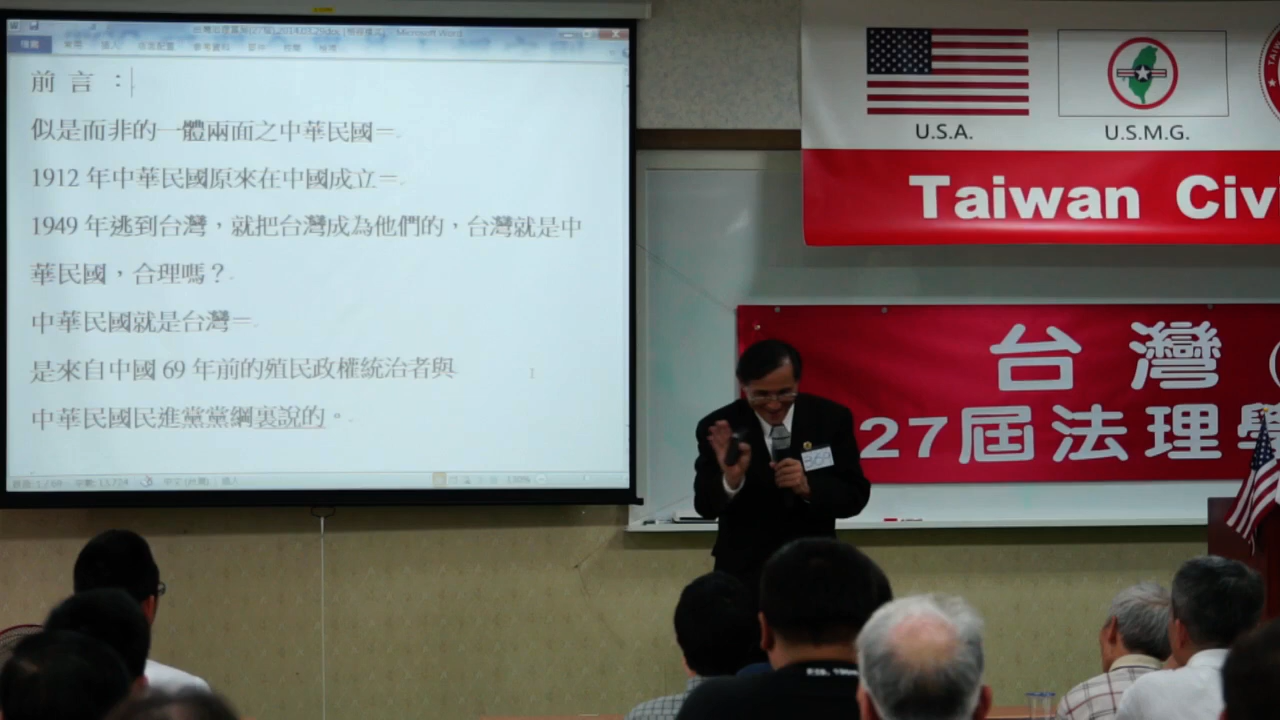 前 言 ：
似是而非的一體兩面之中華民國＝
1912 年中華民國原來在中國成立＝
1949 年逃到台灣，就把台灣成為他們的，台灣就是中
華民國，合理嗎？
中華民國就是台灣＝
是來自中國 69 年前的殖民政權統治者與
中華民國民進黨黨綱裏說的。
U.S.A.
U.S.M.G.
Taiwan Civ
台 灣
27屆法理學
369